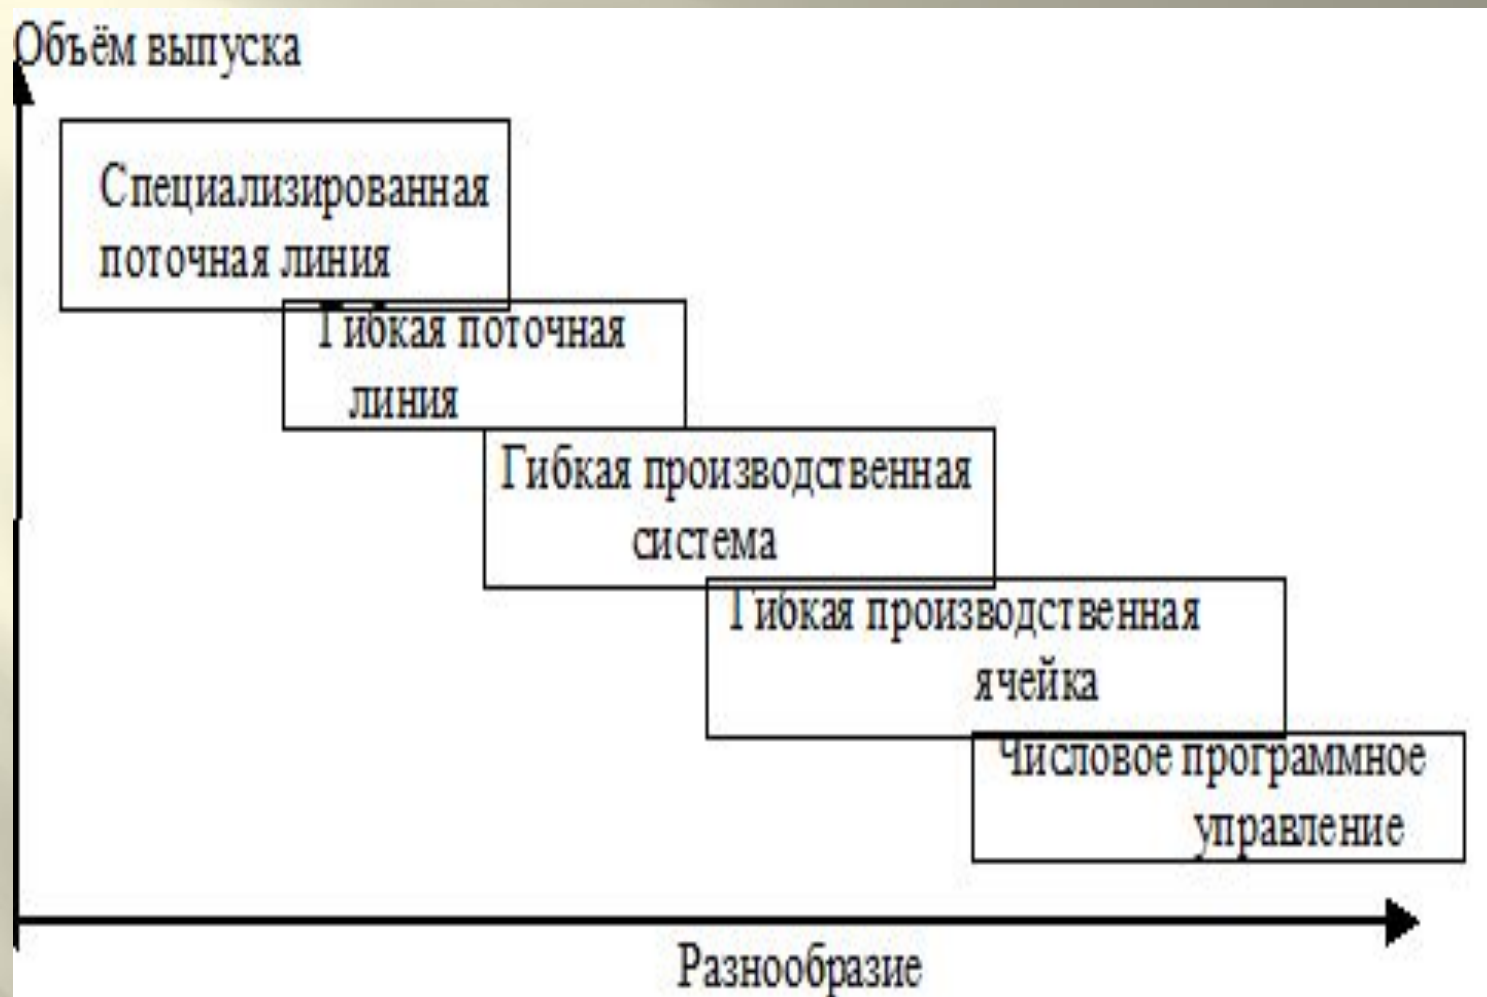 Объём выпуска
Специализированная
поточная линия
Гибкая поточная
линия
Гибкая производственная
система
Гибкая производственная
ячейка
Числовое программное
управление
Разнообразие